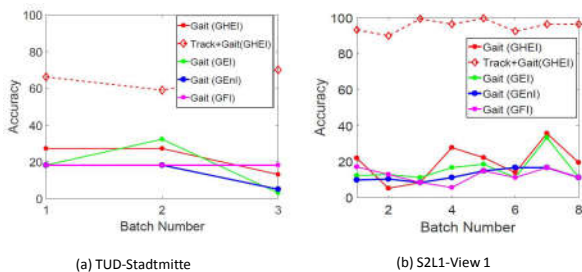 100
80
60
40
20
0
Accuracy
1
2
3
Batch Number
Gait (GHEI)
Track+Gait(GHEI)
Gait (GEI)
Gait (GEnI)
Gait (GFI)
(a) TUD-Stadtmitte
100
80
60
40
20
0
Accuracy
2
4
6
8
Batch Number
Gait (GHEI)
Track+Gait(GHEI)
Gait (GEI)
Gait (GEnI)
Gait (GFI)
(b) S2L1-View 1